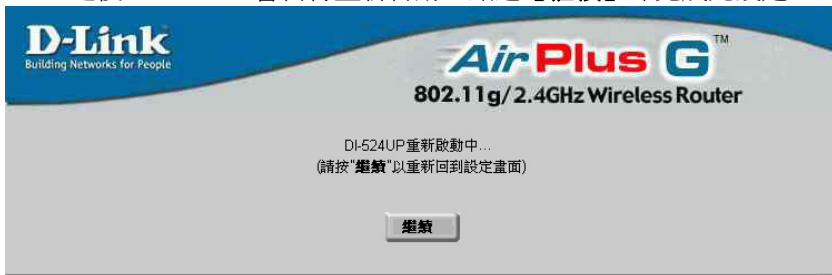 D-Link
Building Networks for People
Air Plus G™
802.11g/2.4GHz Wireless Router
DI-524UP重新啟動中...
(請按"繼續"以重新回到設定畫面)
繼續